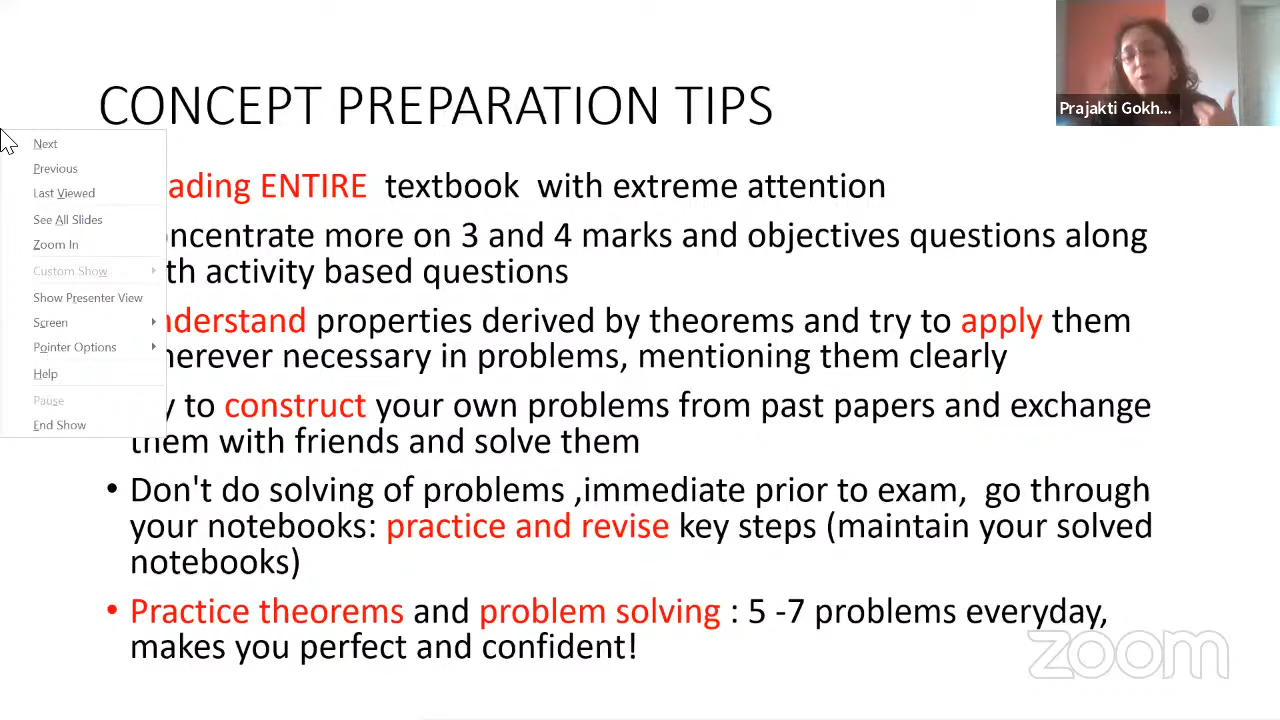 CONCEPT PREPARATION TIPS
Prajakti Gokh...
Next
Previous
Last Viewed
See All Slides
Zoom In
Custom Show
Show Presenter View
Screen
Pointer Options
Help
Pause
End Show
ading ENTIRE textbook with extreme attention
ncentrate more on 3 and 4 marks and objectives questions along
th activity based questions
nderstand properties derived by theorems and try to apply them
herever necessary in problems, mentioning them clearly
y to construct your own problems from past papers and exchange
them with friends and solve them
• Don't do solving of problems ,immediate prior to exam, go through
your notebooks: practice and revise key steps (maintain your solved
notebooks)
• Practice theorems and problem solving : 5 -7 problems everyday,
makes you perfect and confident!
zoom